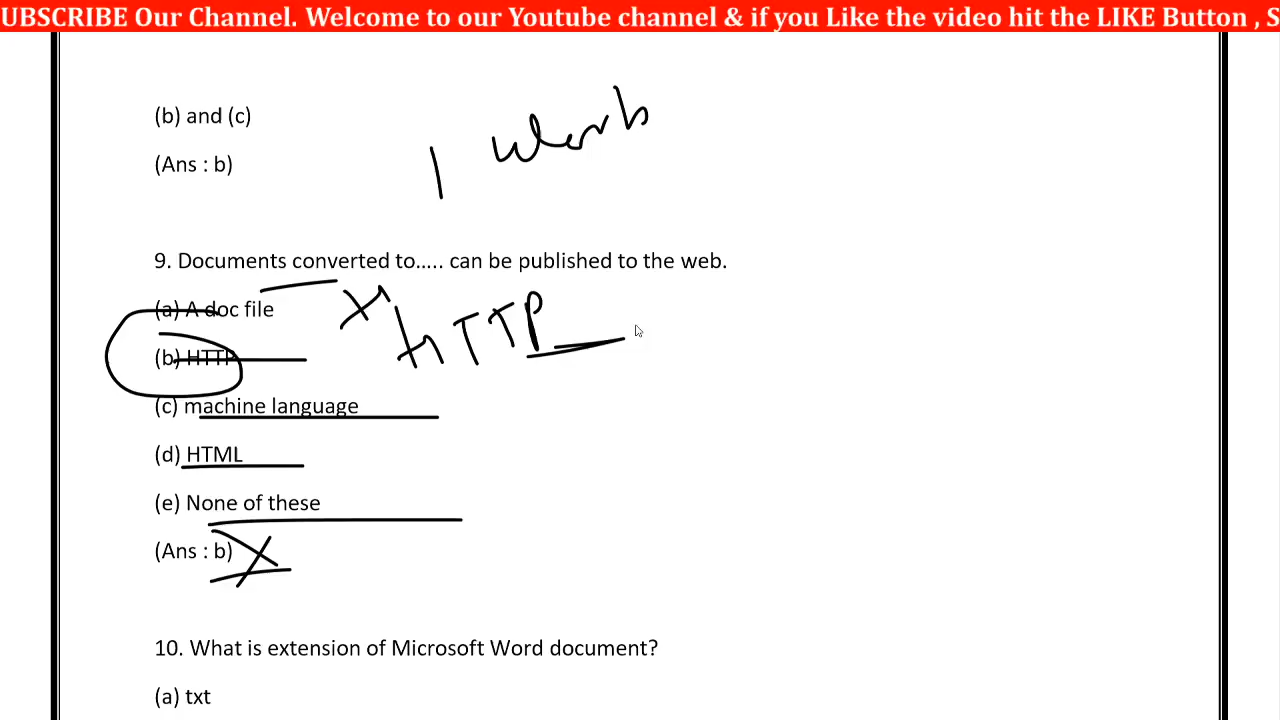 UBSCRIBE Our Channel. Welcome to our Youtube channel & if you Like the video hit the LIKE Button , S
(b) and (c)
(Ans : b)
1 Work
9. Documents converted to..... can be published to the web.
(a) A doc file
(b) HTTP
HTTP
(c) machine language
(d) HTML
(e) None of these
(Ans : b)
10. What is extension of Microsoft Word document?
(a) txt